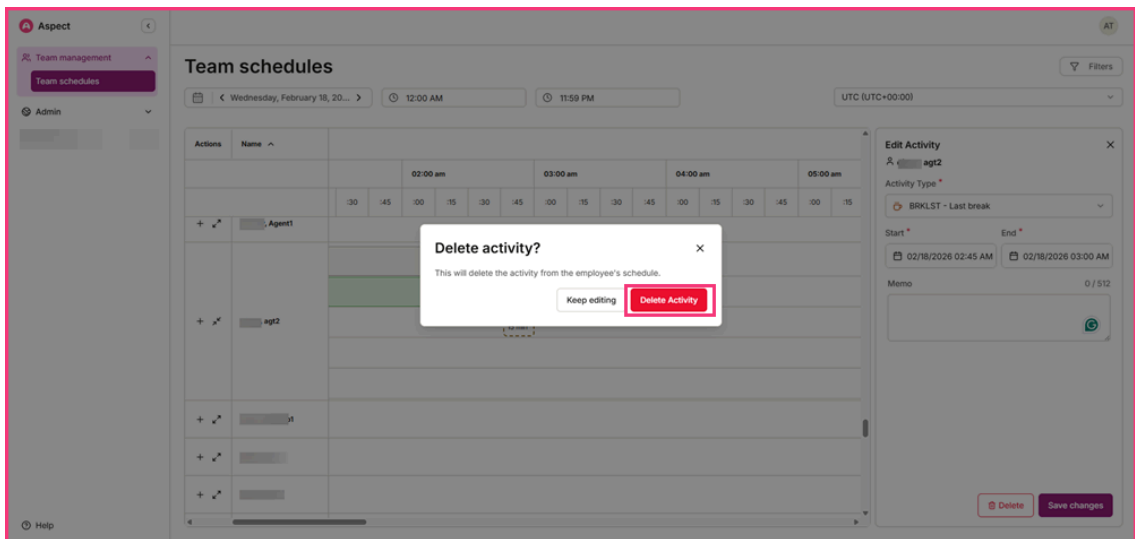 Aspect
AT
Team management
Team schedules
Admin
Help
Team schedules
Filters
Wednesday, February 18, 20...
12:00 AM
11:59 PM
UTC (UTC+00:00)
Actions Name
02:00 am 03:00 am 04:00 am 05:00 am
:30 :45 :00 :15 :30 :45 :00 :15 :30 :45 :00 :15 :30 :45 :00 :15
, Agent1
agt2
Delete activity?
This will delete the activity from the employee's schedule.
Keep editing
Delete Activity
Edit Activity
agt2
Activity Type *
BRKLST - Last break
Start * End *
02/18/2026 02:45 AM 02/18/2026 03:00 AM
Memo 0 / 512
Delete
Save changes